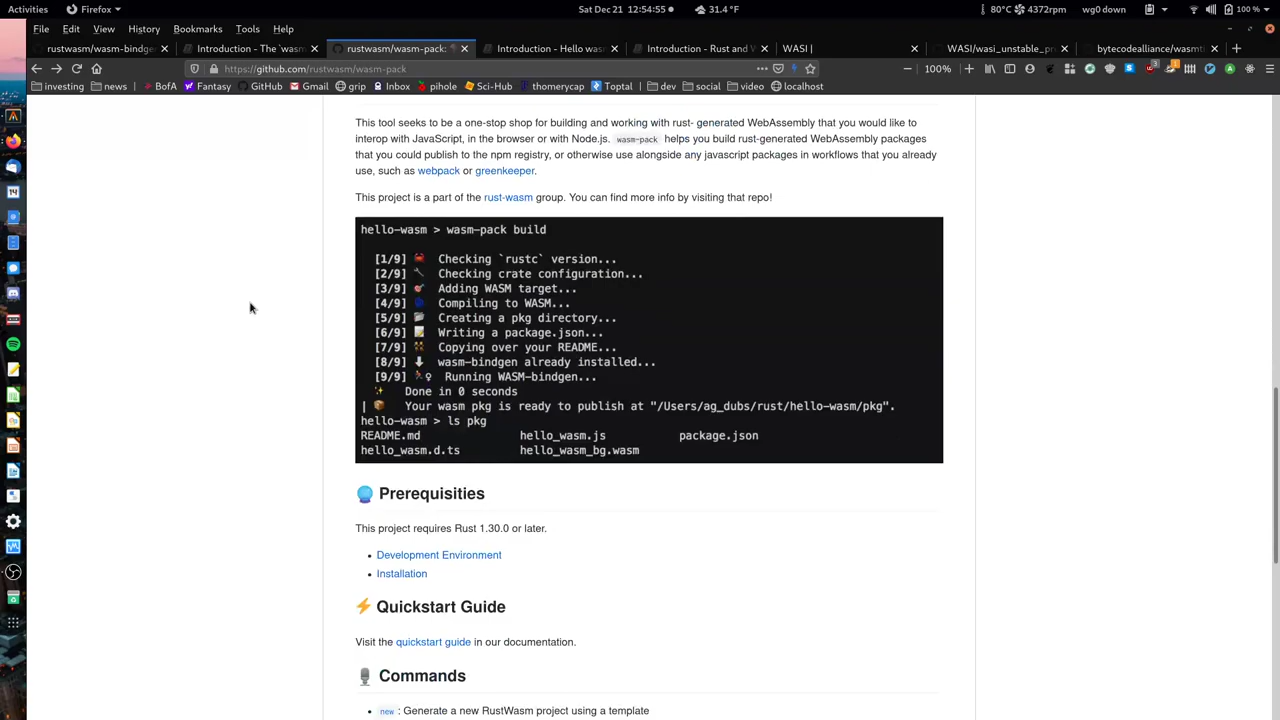 Activities Firefox Sat Dec 21 12:54:55 31.4 °F 80°C 4372rpm wg0 down 100 %
File Edit View History Bookmarks Tools Help
rustwasm/wasm-bindge Introduction - The `wasm rustwasm/wasm-pack: Introduction - Hello wasm Introduction - Rust and W WASI | WASI/wasi_unstable_pr bytecodealliance/wasmti
https://github.com/rustwasm/wasm-pack 100%
investing news BofA Fantasy GitHub Gmail grip Inbox pihole Sci-Hub thomerycap Toptal dev social video localhost
This tool seeks to be a one-stop shop for building and working with rust- generated WebAssembly that you would like to
interop with JavaScript, in the browser or with Node.js. wasm-pack helps you build rust-generated WebAssembly packages
that you could publish to the npm registry, or otherwise use alongside any javascript packages in workflows that you already
use, such as webpack or greenkeeper.
This project is a part of the rust-wasm group. You can find more info by visiting that repo!
hello-wasm > wasm-pack build
[1/9] Checking `rustc` version...
[2/9] Checking crate configuration...
[3/9] Adding WASM target...
[4/9] Compiling to WASM...
[5/9] Creating a pkg directory...
[6/9] Writing a package.json...
[7/9] Copying over your README...
[8/9] wasm-bindgen already installed...
[9/9] Running WASM-bindgen...
Done in 0 seconds
| Your wasm pkg is ready to publish at "/Users/ag_dubs/rust/hello-wasm/pkg".
hello-wasm > ls pkg
README.md hello_wasm.js package.json
hello_wasm.d.ts hello_wasm_bg.wasm
Prerequisities
This project requires Rust 1.30.0 or later.
• Development Environment
• Installation
Quickstart Guide
Visit the quickstart guide in our documentation.
Commands
• new : Generate a new RustWasm project using a template